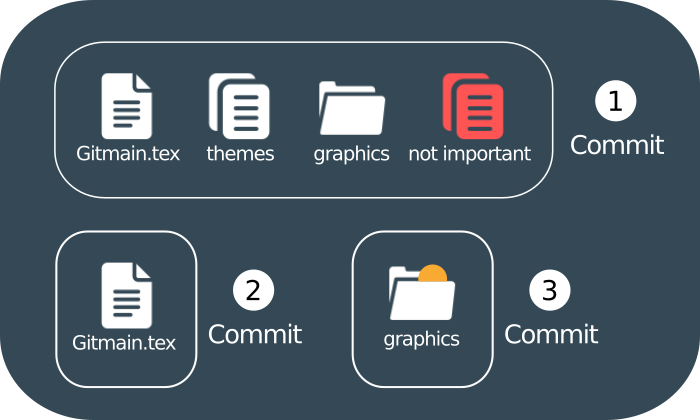 Gitmain.tex themes graphics not important
1
Commit
Gitmain.tex
2
Commit
graphics
3
Commit